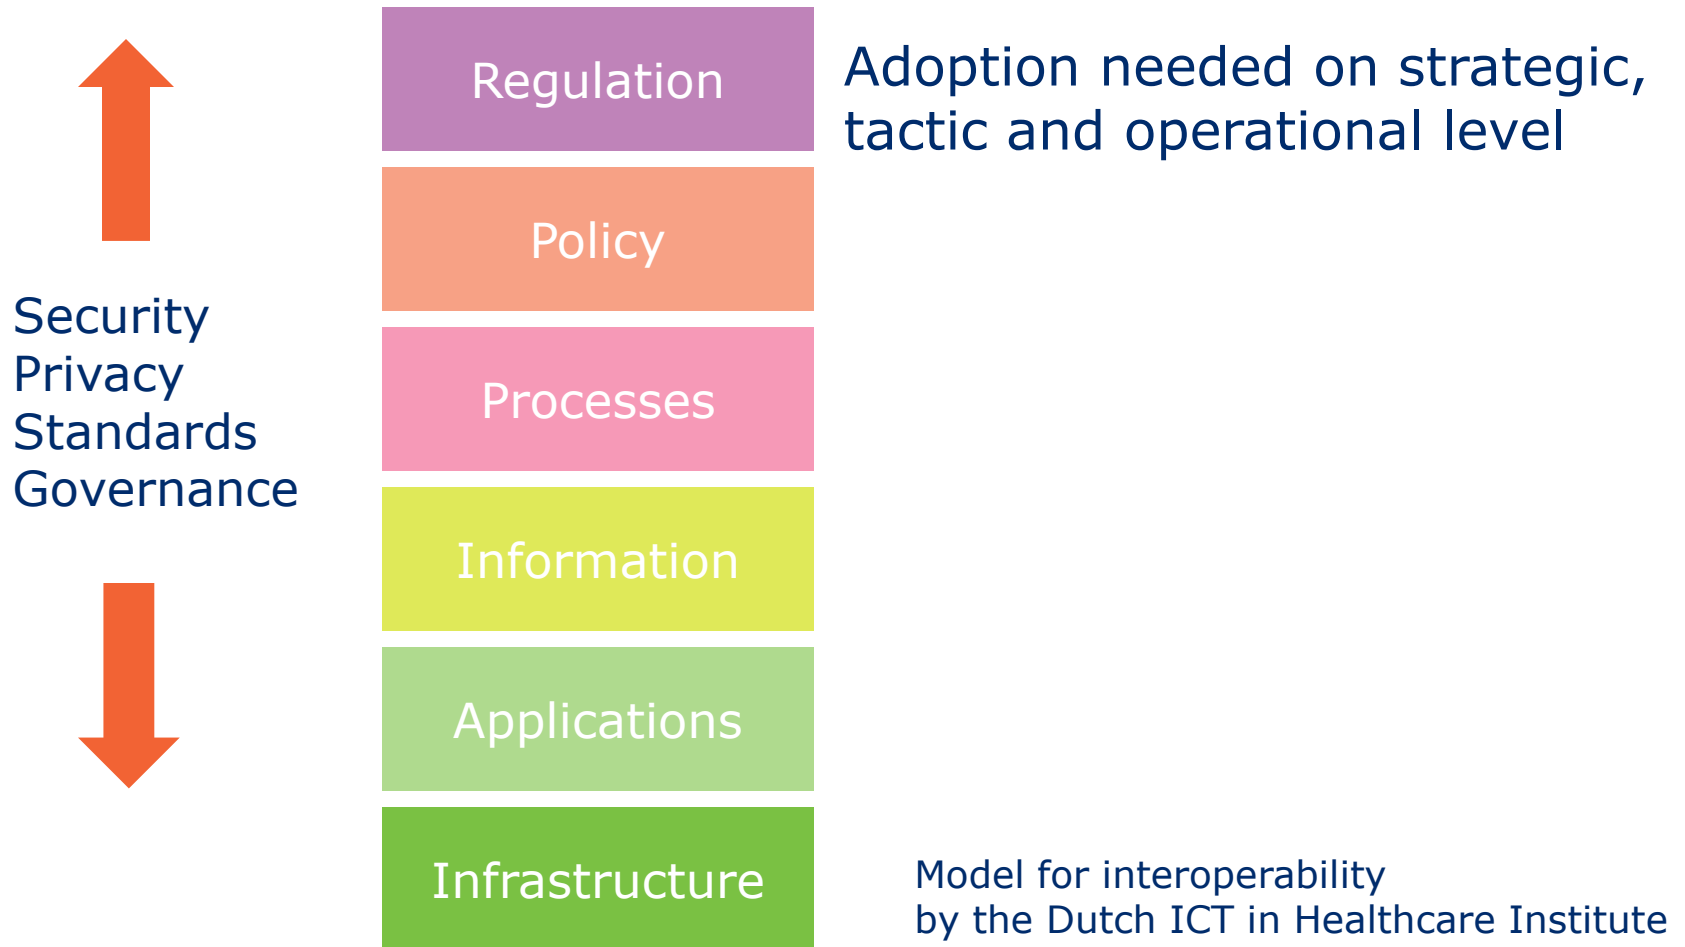 Regulation
Adoption needed on strategic,
tactic and operational level
Policy
Security
Privacy
Standards
Governance
Processes
Information
Applications
Infrastructure
Model for interoperability
by the Dutch ICT in Healthcare Institute